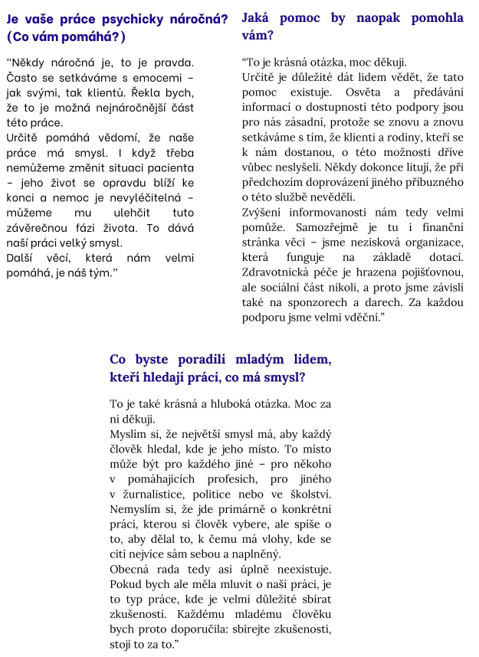 Je vaše práce psychicky náročná?
(Co vám pomáhá?)
“Někdy náročná je, to je pravda.
Často se setkáváme s emocemi –
jak svými, tak klientů. Řekla bych,
že to je možná nejnáročnější část
této práce.
Určitě pomáhá vědomí, že naše
práce má smysl. I když třeba
nemůžeme změnit situaci pacienta
– jeho život se opravdu blíží ke
konci a nemoc je nevyléčitelná –
můžeme mu ulehčit tuto
závěrečnou fázi života. To dává
naší práci velký smysl.
Další věcí, která nám velmi
pomáhá, je náš tým.”
Jaká pomoc by naopak pomohla
vám?
“To je krásná otázka, moc děkuji.
Určitě je důležité dát lidem vědět, že tato
pomoc existuje. Osvěta a předávání
informací o dostupnosti této podpory jsou
pro nás zásadní, protože se znovu a znovu
setkáváme s tím, že klienti a rodiny, kteří se
k nám dostanou, o této možnosti dříve
vůbec neslyšeli. Někdy dokonce litují, že při
předchozím doprovázení jiného příbuzného
o této službě nevěděli.
Zvýšení informovanosti nám tedy velmi
pomůže. Samozřejmě je tu i finanční
stránka věci – jsme nezisková organizace,
která funguje na základě dotací.
Zdravotnická péče je hrazena pojišťovnou,
ale sociální část nikoli, a proto jsme závislí
také na sponzorech a darech. Za každou
podporu jsme velmi vděční.”
Co byste poradili mladým lidem,
kteří hledají práci, co má smysl?
To je také krásná a hluboká otázka. Moc za
ni děkuji.
Myslím si, že největší smysl má, aby každý
člověk hledal, kde je jeho místo. To místo
může být pro každého jiné – pro někoho
v pomáhajících profesích, pro jiného
v žurnalistice, politice nebo ve školství.
Nemyslím si, že jde primárně o konkrétní
práci, kterou si člověk vybere, ale spíše o
to, aby dělal to, k čemu má vlohy, kde se
cítí nejvíce sám sebou a naplněný.
Obecná rada tedy asi úplně neexistuje.
Pokud bych ale měla mluvit o naší práci, je
to typ práce, kde je velmi důležité sbírat
zkušenosti. Každému mladému člověku
bych proto doporučila: sbírejte zkušenosti,
stojí to za to.”